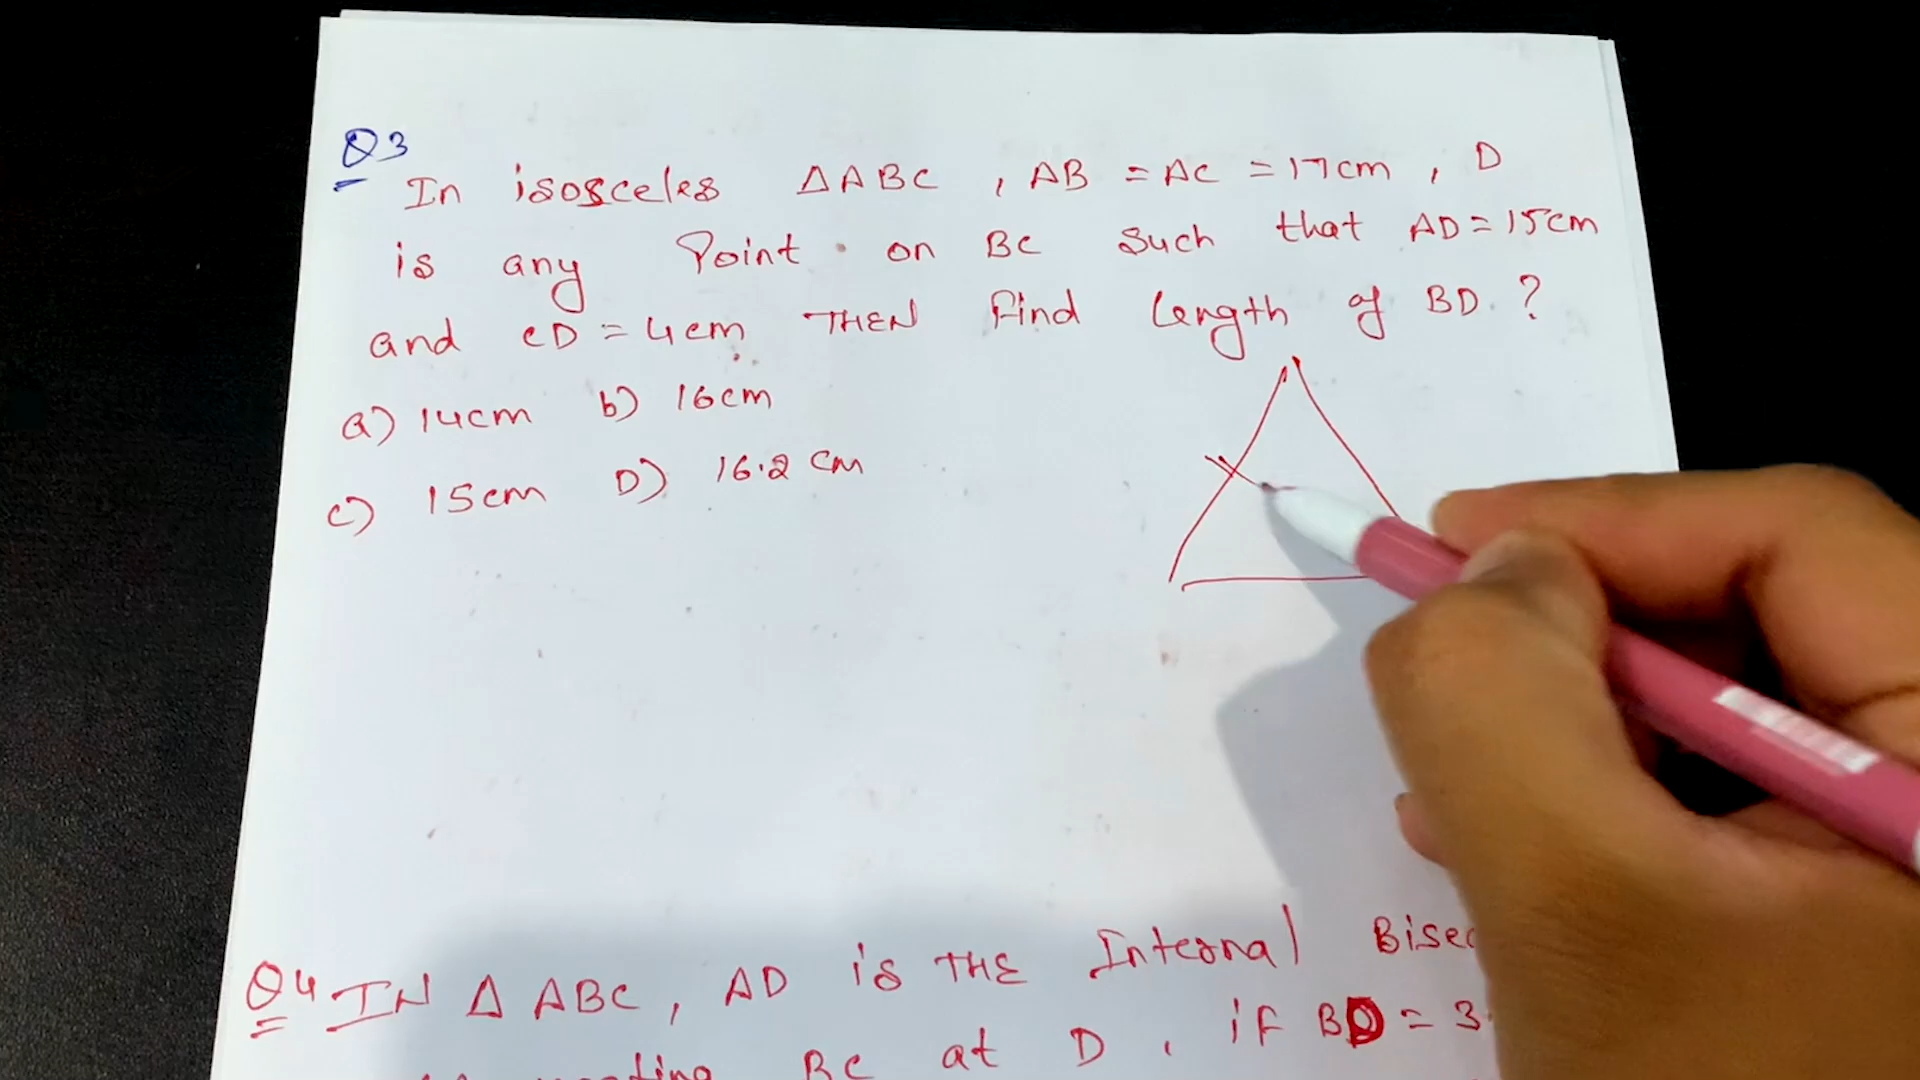 Q3
In isosceles ΔABC , AB = AC = 17cm , D
is any Point on BC such that AD = 15cm
and CD = 4cm THEN find length of BD ?
a) 14cm b) 16cm
c) 15cm D) 16.2 cm
Q4 IN Δ ABC , AD is THE Internal
meeting BC at D , if BD = 3